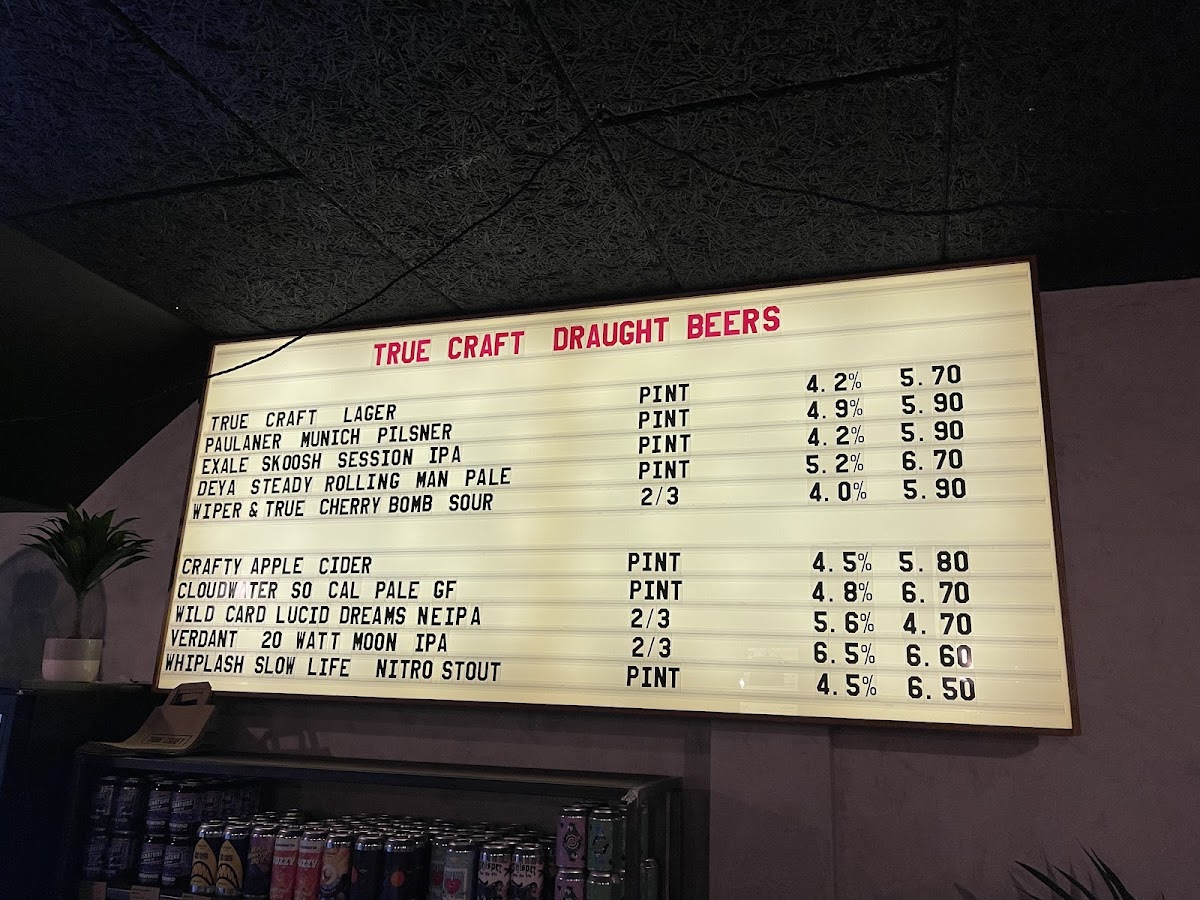 TRUE CRAFT DRAUGHT BEERS
TRUE CRAFT LAGER PINT 4.2% 5.70
PAULANER MUNICH PILSNER PINT 4.9% 5.90
EXALE SKOOSH SESSION IPA PINT 4.2% 5.90
DEYA STEADY ROLLING MAN PALE PINT 5.2% 6.70
WIPER & TRUE CHERRY BOMB SOUR 2/3 4.0% 5.90
CRAFTY APPLE CIDER PINT 4.5% 5.80
CLOUDWATER SO CAL PALE GF PINT 4.8% 6.70
WILD CARD LUCID DREAMS NEIPA 2/3 5.6% 4.70
VERDANT 20 WATT MOON IPA 2/3 6.5% 6.60
WHIPLASH SLOW LIFE NITRO STOUT PINT 4.5% 6.50